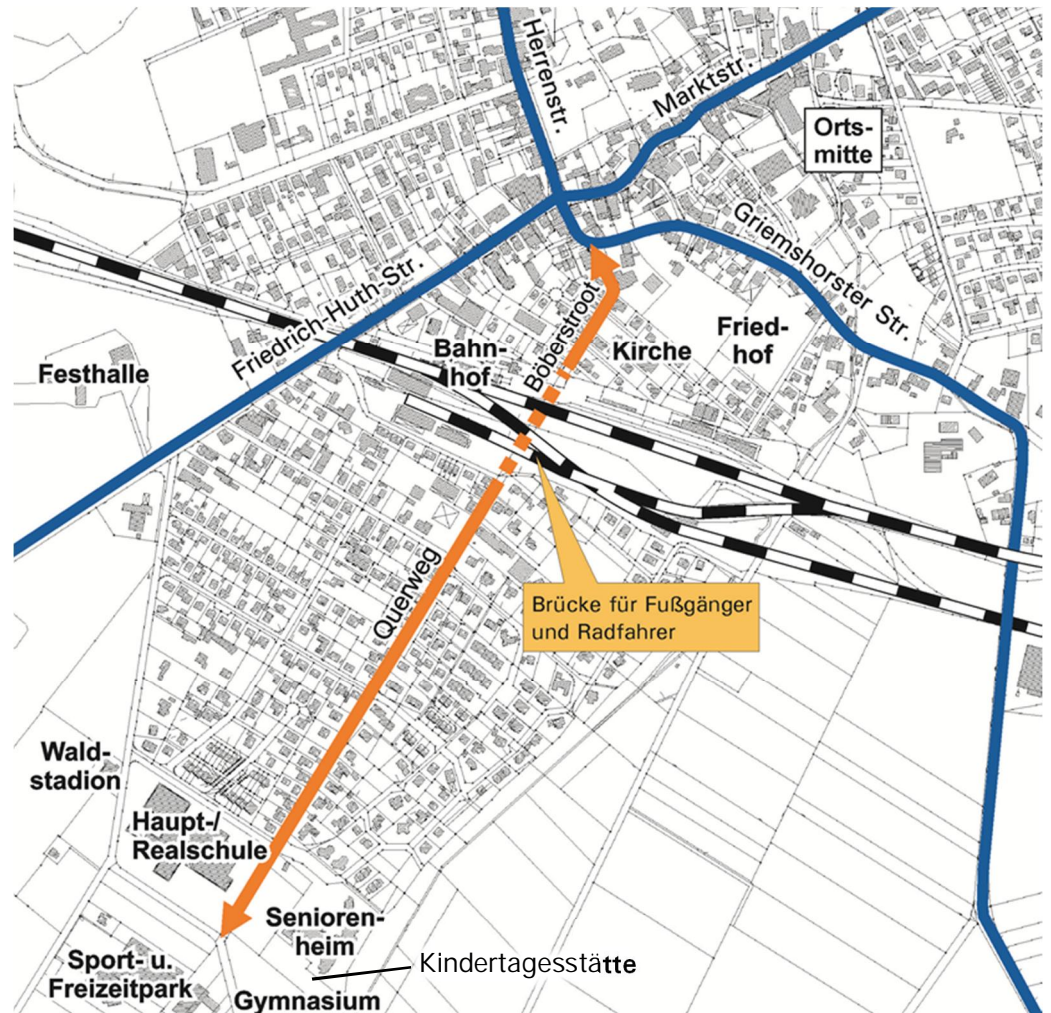 Herrenstr.
Marktstr.
Orts-
mitte
Griemshorster Str.
Friedrich-Huth-Str.
Boberstroot
Kirche
Fried-
hof
Bahn-
hof
Festhalle
Brücke für Fußgänger
und Radfahrer
Querweg
Wald-
stadion
Haupt-/
Realschule
Senioren-
heim
Kindertagesstätte
Sport- u.
Freizeitpark
Gymnasium